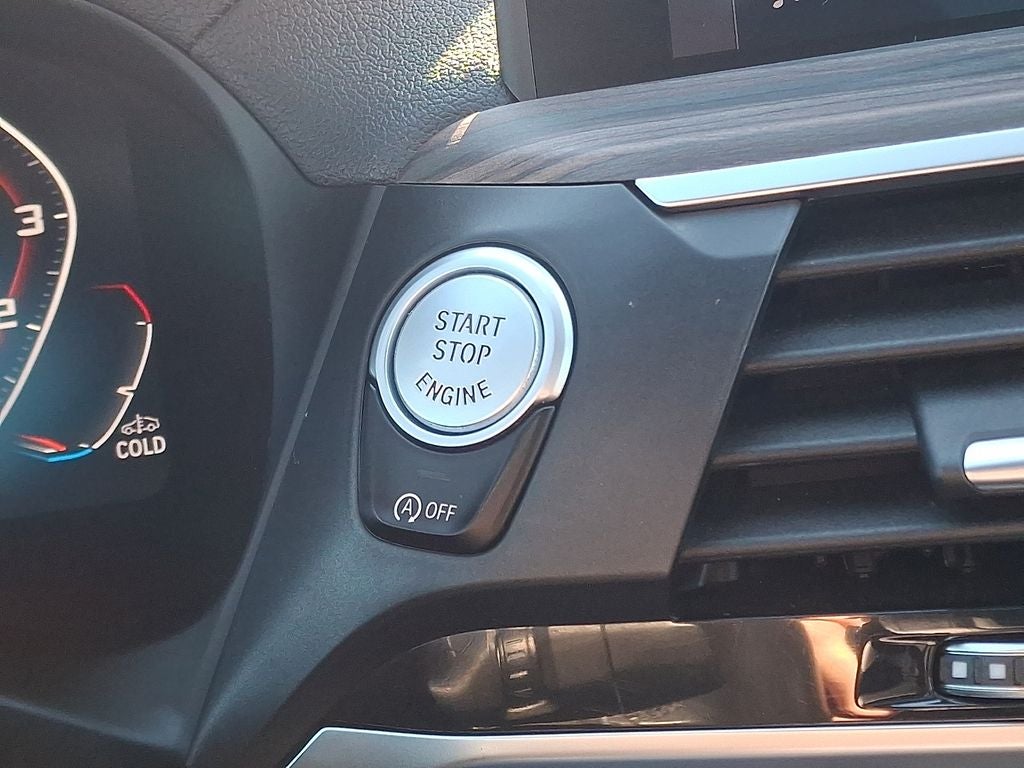 3
2
COLD
START
STOP
ENGINE
A OFF